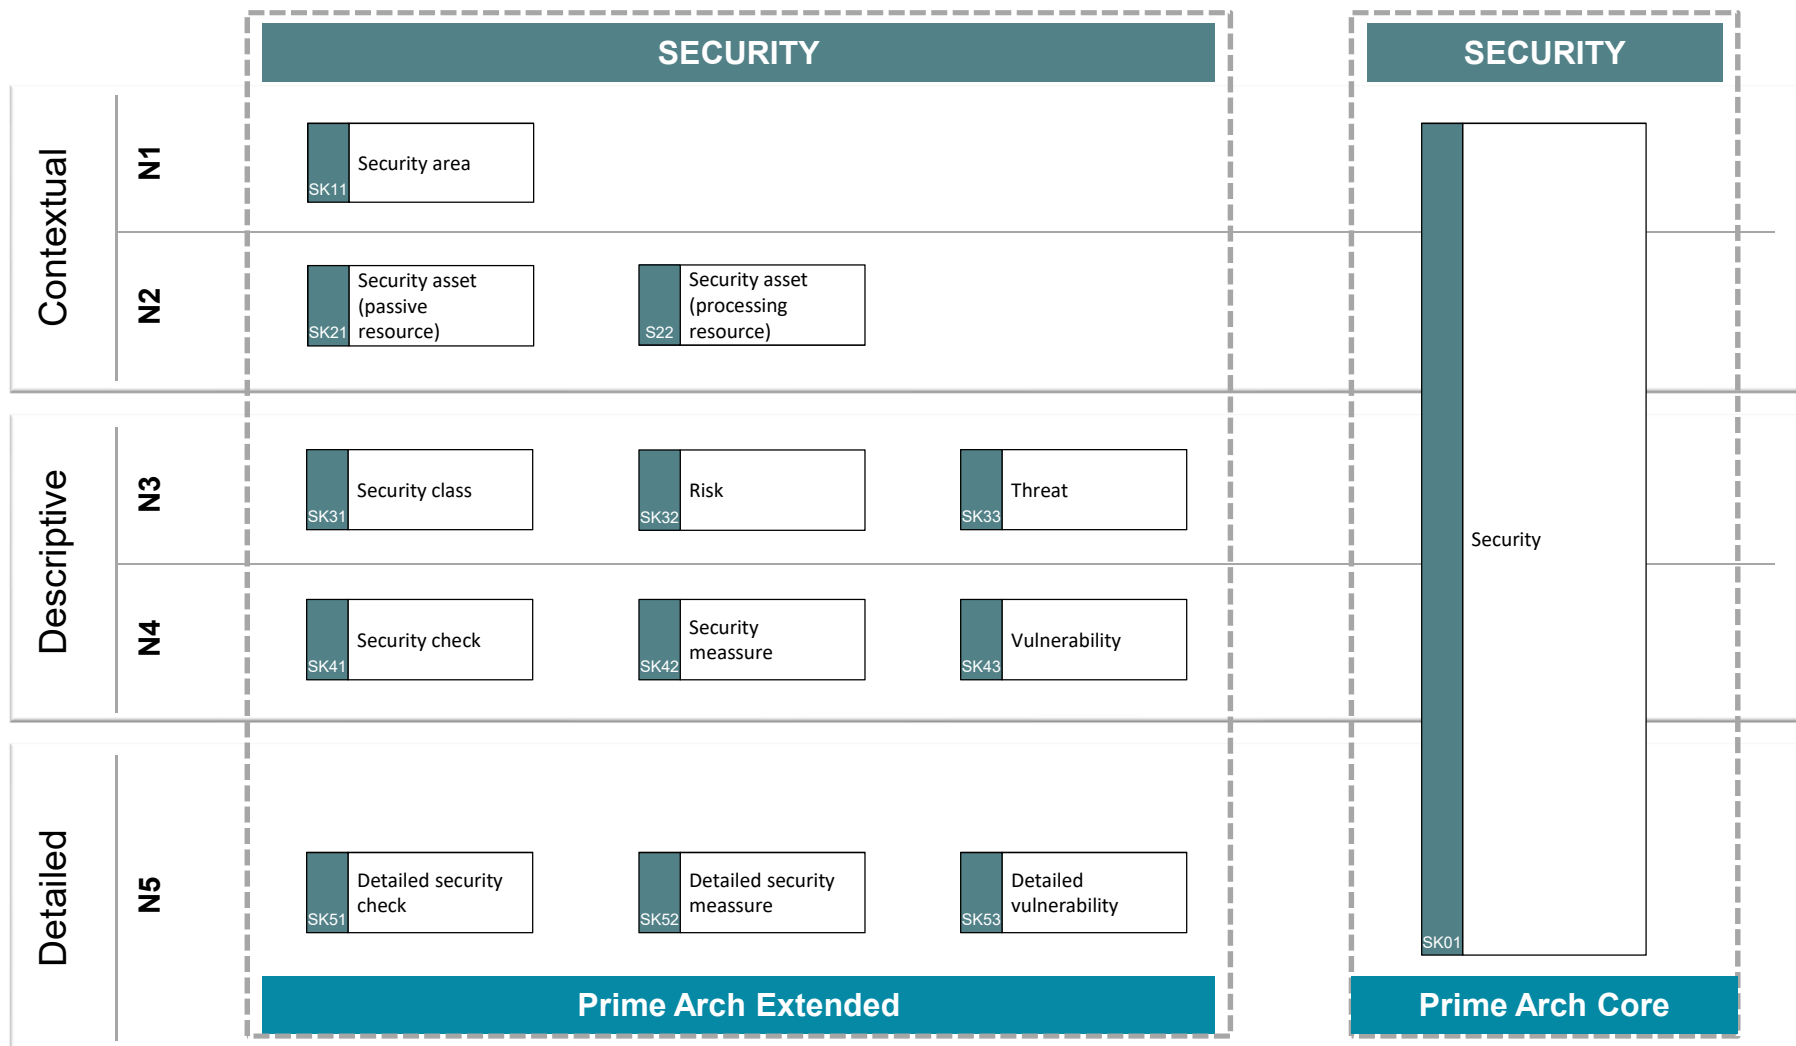 SECURITY
SECURITY
Contextual
N1
SK11
Security area
N2
SK21
Security asset
(passive
resource)
S22
Security asset
(processing
resource)
Descriptive
N3
SK31
Security class
SK32
Risk
SK33
Threat
Security
SK01
N4
SK41
Security check
SK42
Security
meassure
SK43
Vulnerability
Detailed
N5
SK51
Detailed security
check
SK52
Detailed security
meassure
SK53
Detailed
vulnerability
Prime Arch Extended
Prime Arch Core